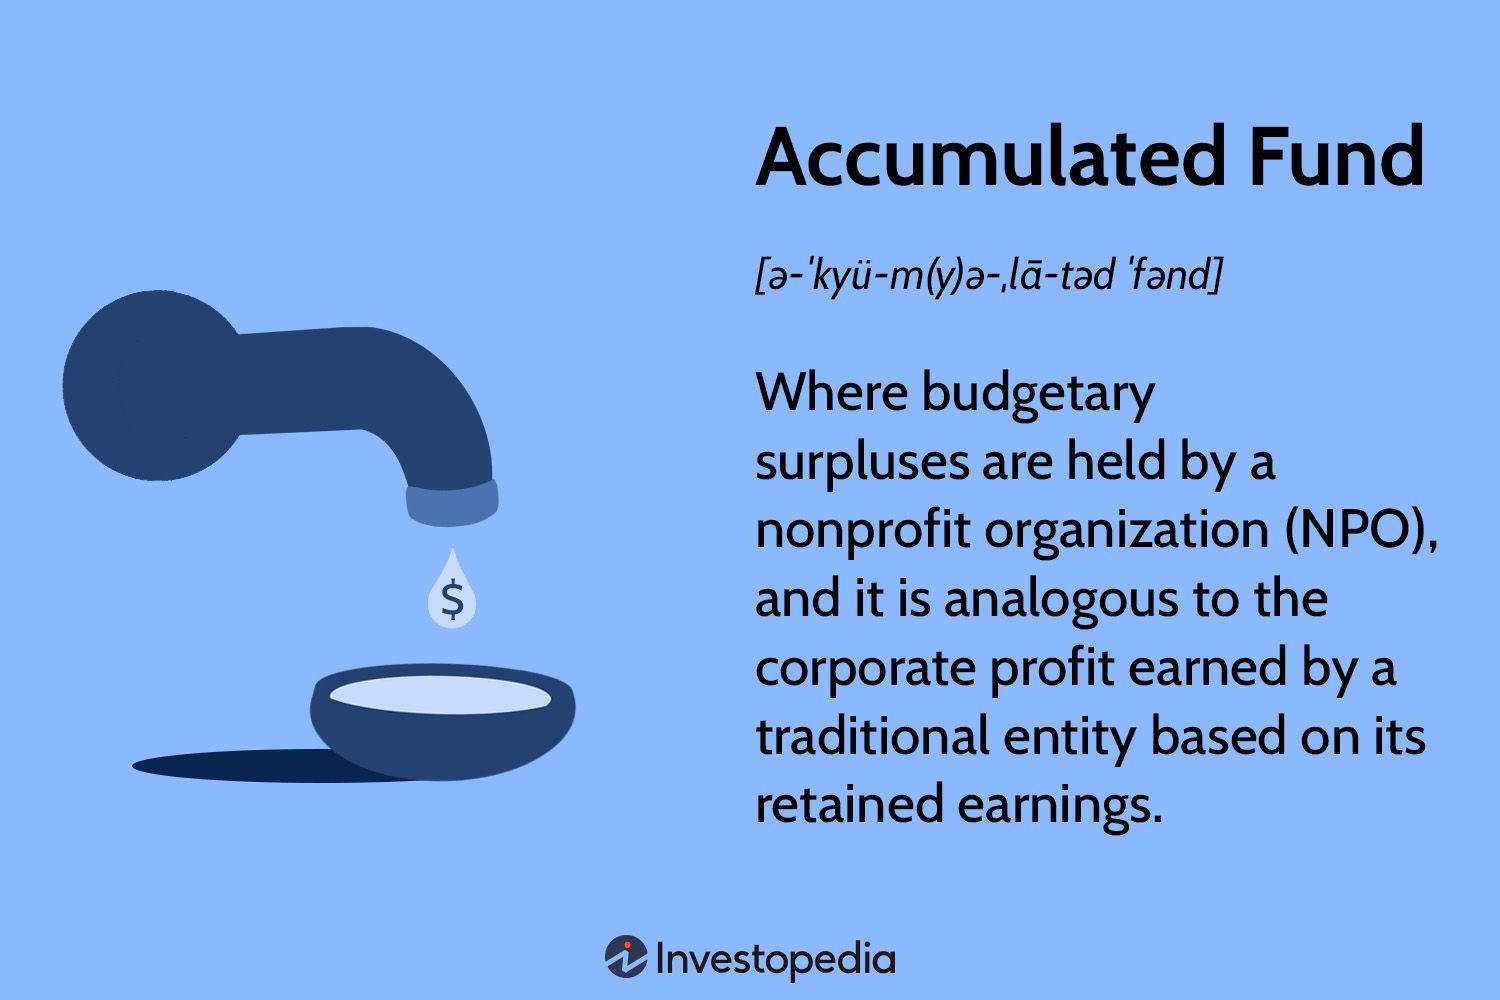 Accumulated Fund
[ə-ˈkyü-m(y)ə-ˌlā-təd ˈfənd]
Where budgetary
surpluses are held by a
nonprofit organization (NPO),
and it is analogous to the
corporate profit earned by a
traditional entity based on its
retained earnings.
$
Investopedia